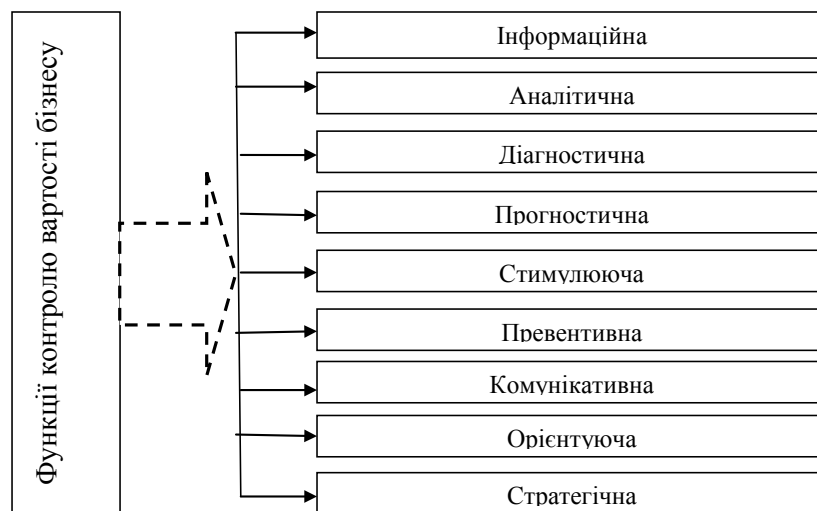 Функції контролю вартості бізнесу
Інформаційна
Аналітична
Діагностична
Прогностична
Стимулююча
Превентивна
Комунікативна
Орієнтуюча
Стратегічна